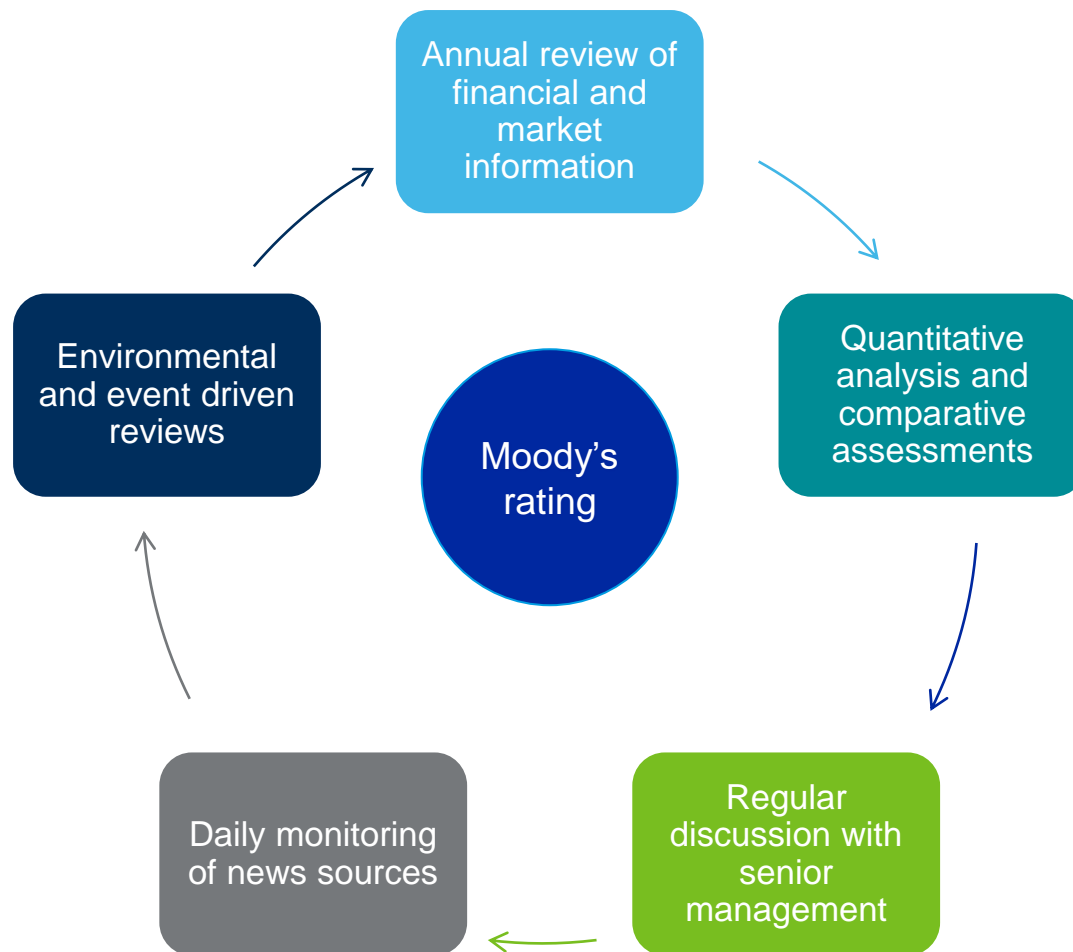 Annual review of
financial and
market
information
Quantitative
analysis and
comparative
assessments
Regular
discussion with
senior
management
Daily monitoring
of news sources
Environmental
and event driven
reviews
Moody’s
rating